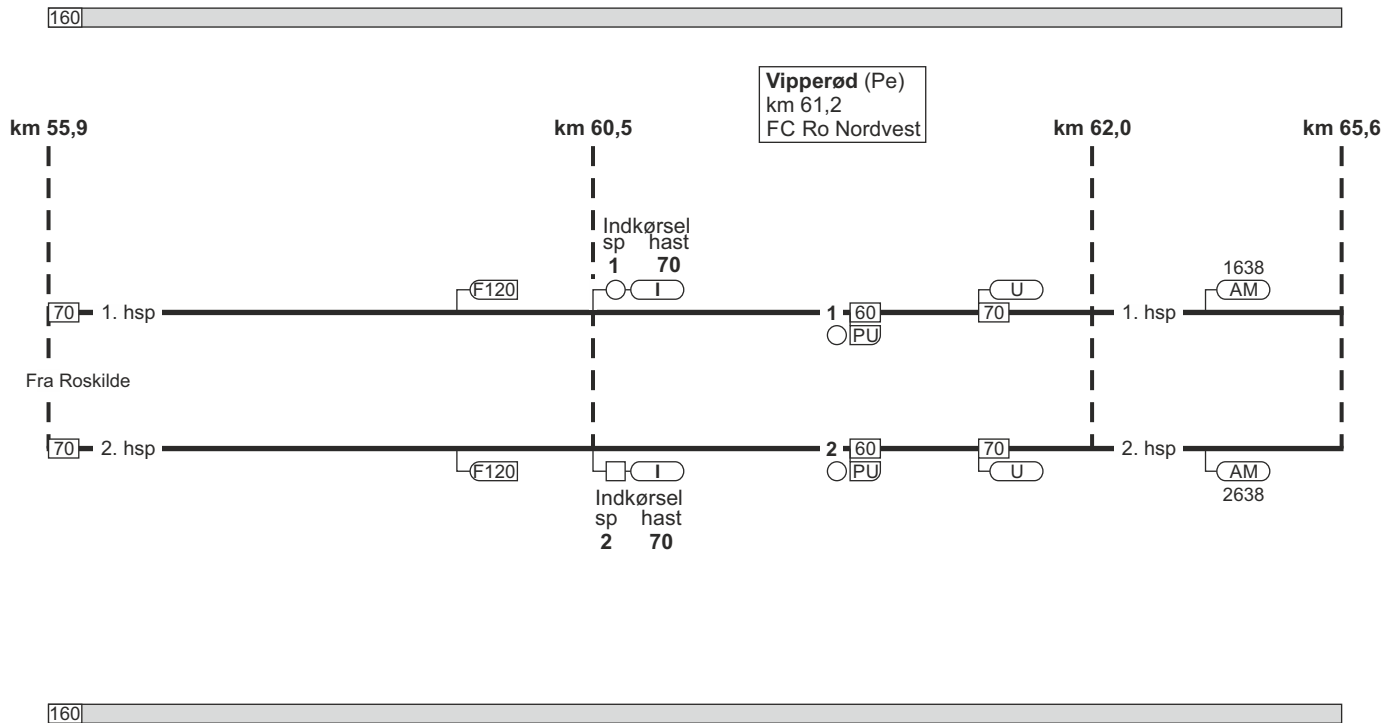 160
Vipperød (Pe)
km 61,2
FC Ro Nordvest
km 55,9
km 60,5
km 62,0
km 65,6
Indkørsel
sp hast
1 70
F120
I
U
1638
AM
70 1. hsp
1 60
70
1. hsp
PU
Fra Roskilde
70 2. hsp
2 60
70
2. hsp
F120
I
PU
U
AM
2638
Indkørsel
sp hast
2 70
160